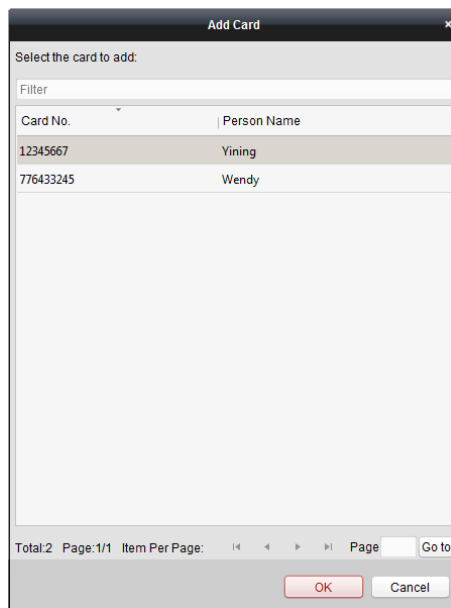 Add Card ×
Select the card to add:
Filter
Card No. Person Name
12345667 Yining
776433245 Wendy
Total:2 Page:1/1 Item Per Page: Page Go to
OK Cancel